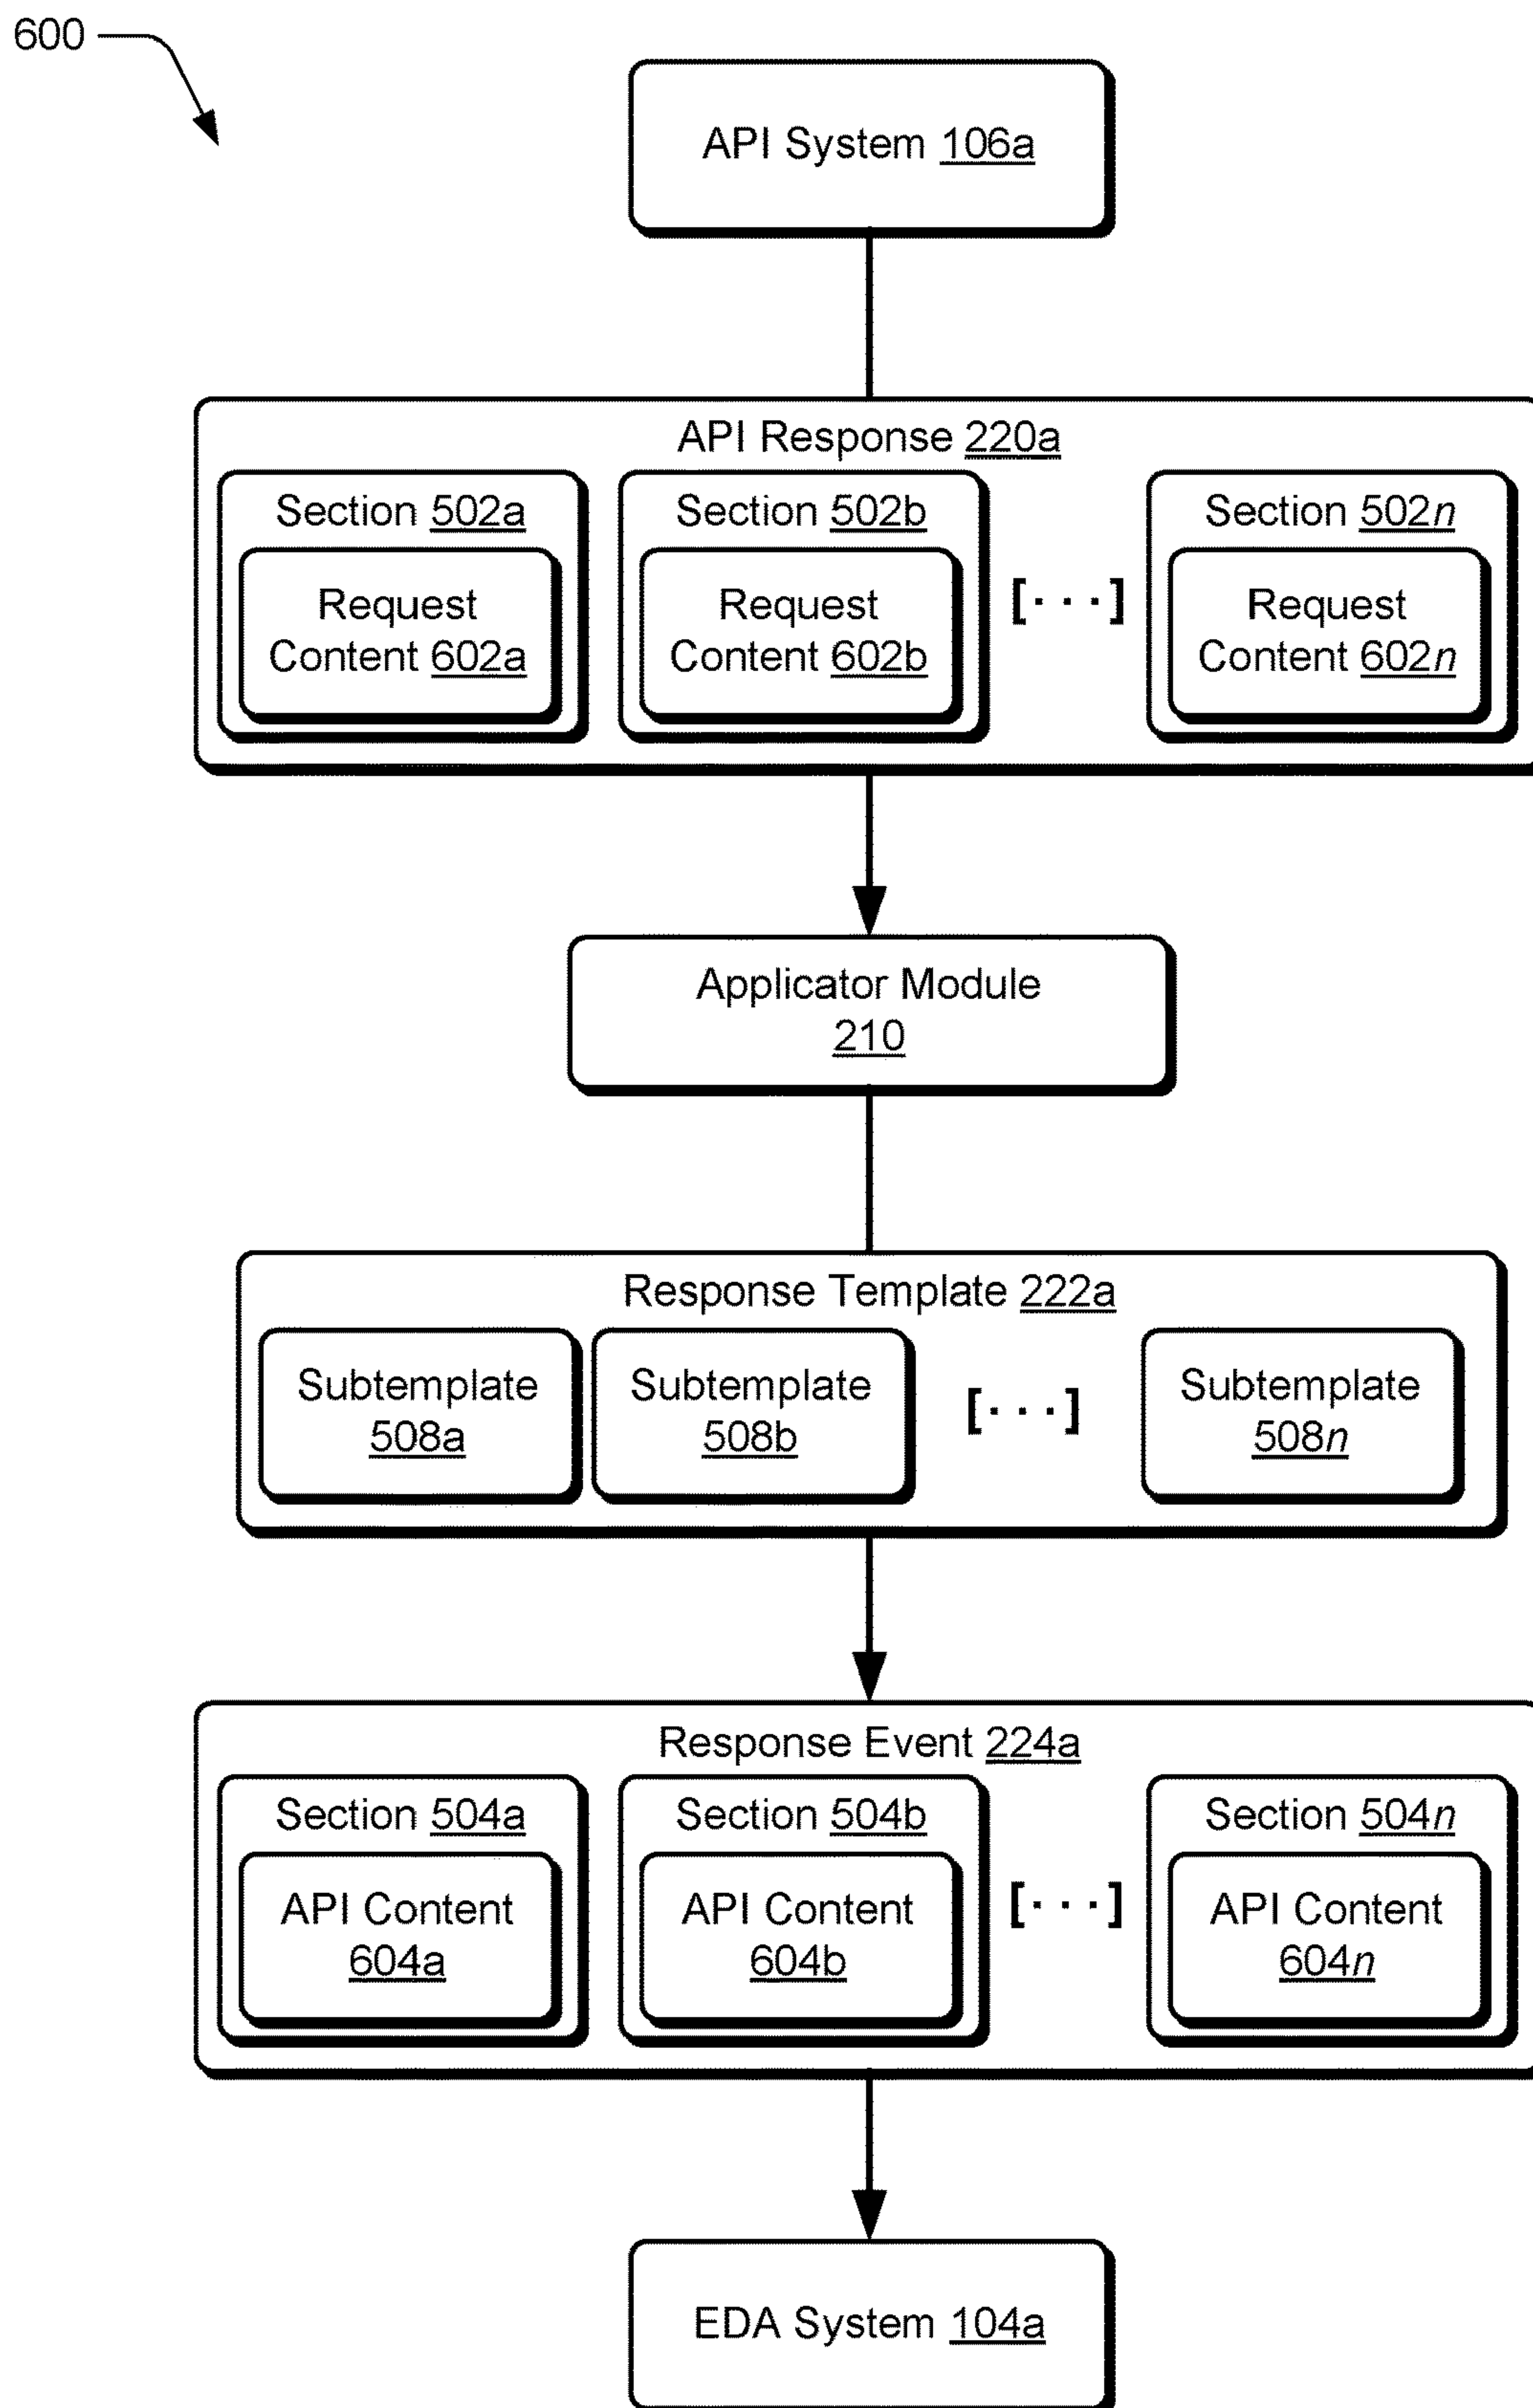 600
API System 106a
API Response 220a
Section 502a
Section 502b
Section 502n
Request
Content 602a
Request
Content 602b
[···]
Request
Content 602n
Applicator Module
210
Response Template 222a
Subtemplate
508a
Subtemplate
508b
[···]
Subtemplate
508n
Response Event 224a
Section 504a
Section 504b
Section 504n
API Content
604a
API Content
604b
[···]
API Content
604n
EDA System 104a